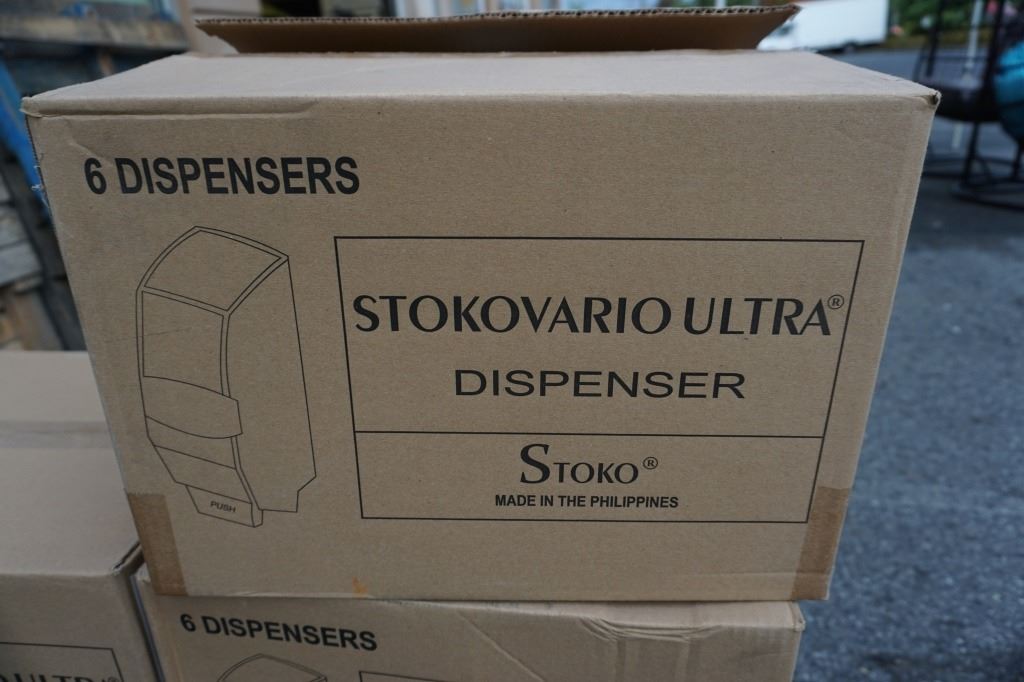 6 DISPENSERS
STOKOVARIO ULTRA®
DISPENSER
STOKO®
MADE IN THE PHILIPPINES
PUSH
6 DISPENSERS